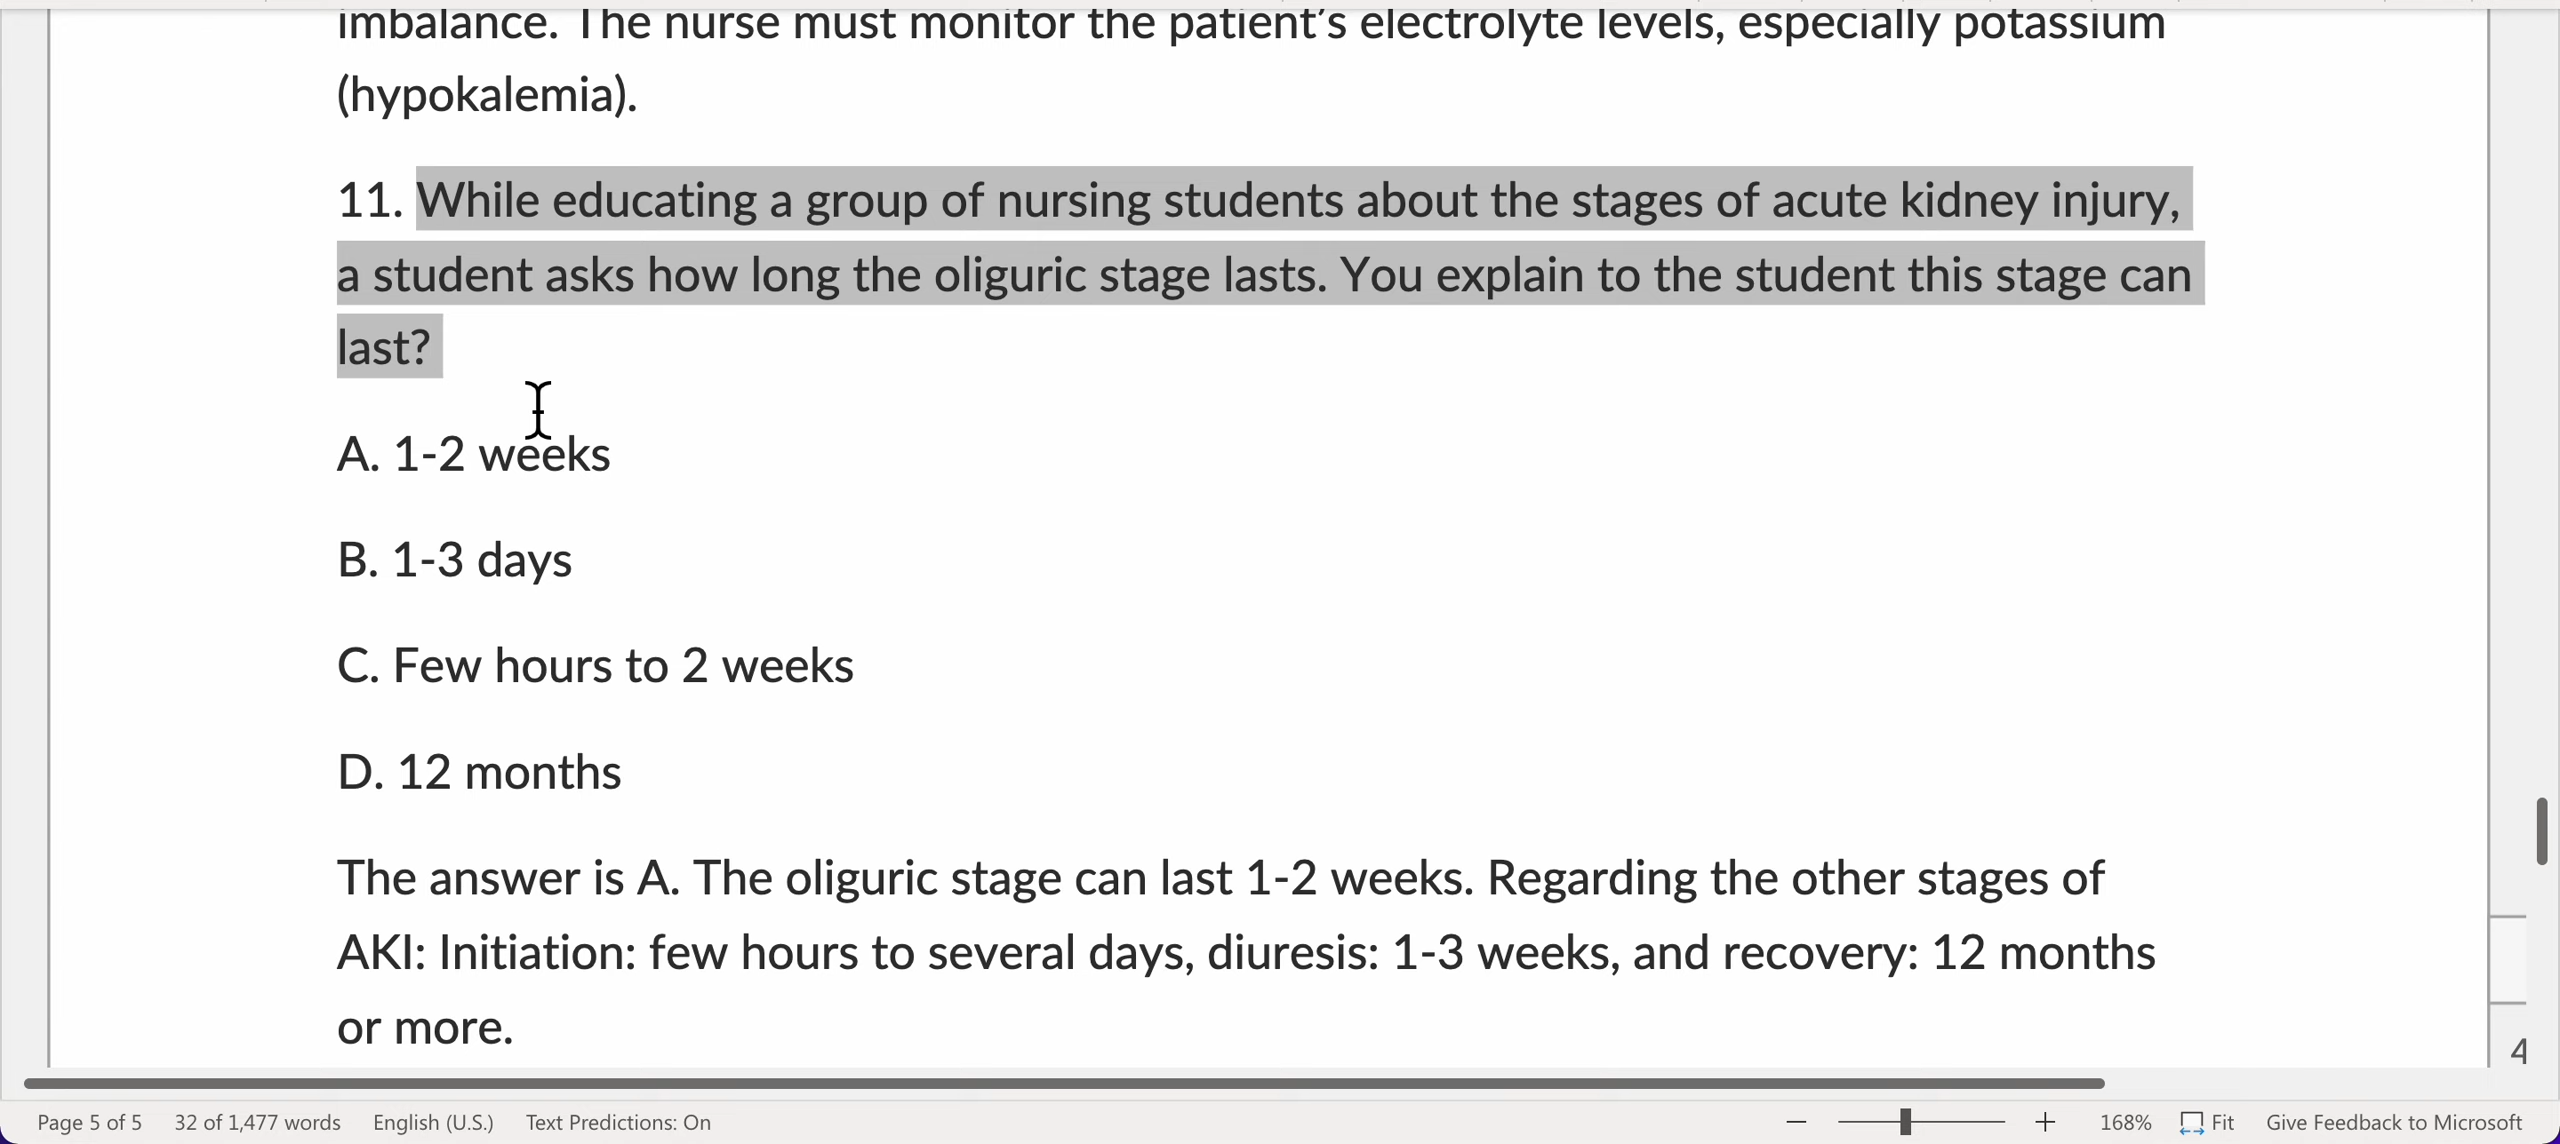 imbalance. The nurse must monitor the patient’s electrolyte levels, especially potassium
(hypokalemia).
11. While educating a group of nursing students about the stages of acute kidney injury,
a student asks how long the oliguric stage lasts. You explain to the student this stage can
last?
A. 1-2 weeks
B. 1-3 days
C. Few hours to 2 weeks
D. 12 months
The answer is A. The oliguric stage can last 1-2 weeks. Regarding the other stages of
AKI: Initiation: few hours to several days, diuresis: 1-3 weeks, and recovery: 12 months
or more.
4
Page 5 of 5 32 of 1,477 words English (U.S.) Text Predictions: On 168% Fit Give Feedback to Microsoft